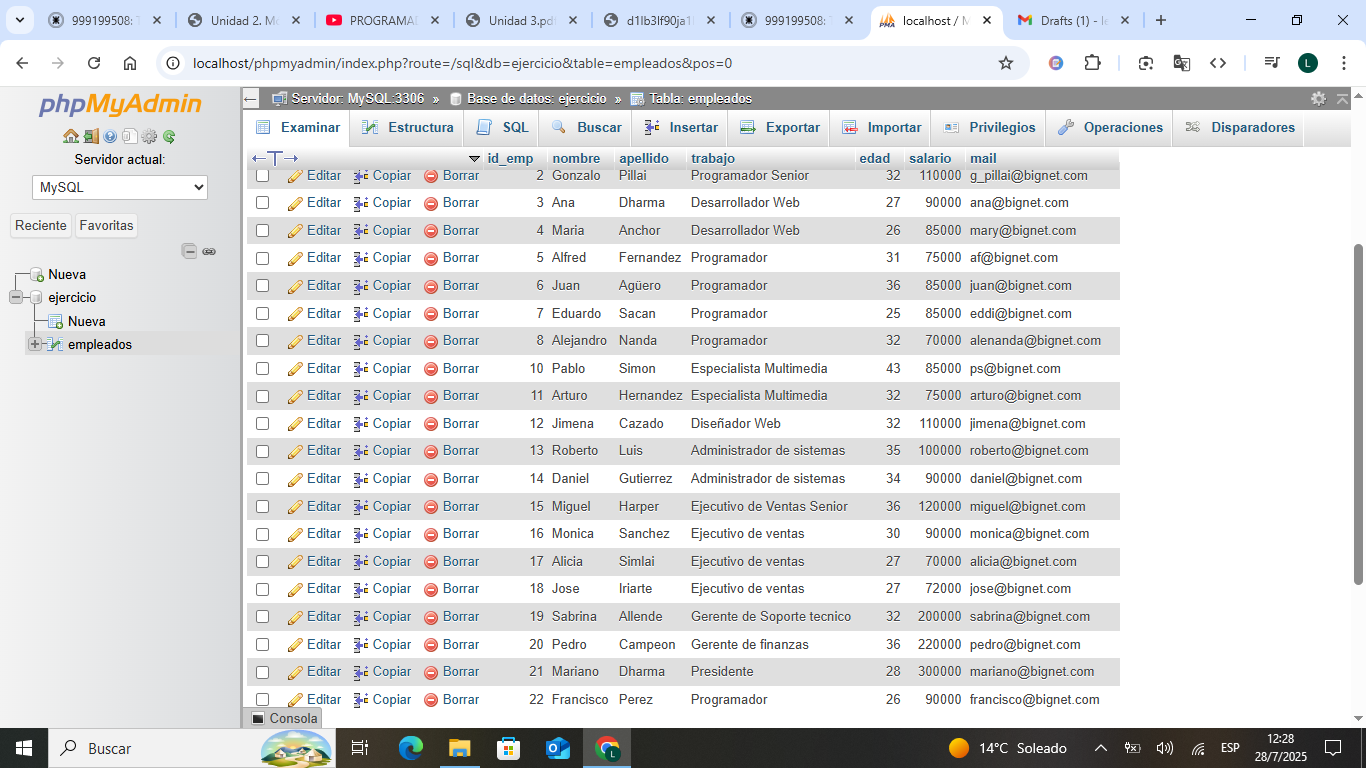 999199508: T
Unidad 2. Mo
PROGRAMA
Unidad 3.pd
d1lb3lf90ja1
999199508: T
localhost / M
Drafts (1) - le
localhost/phpmyadmin/index.php?route=/sql&db=ejercicio&table=empleados&pos=0
L
phpMyAdmin
Servidor actual:
MySQL
Reciente Favoritas
Nueva
ejercicio
Nueva
empleados
Servidor: MySQL:3306 » Base de datos: ejercicio » Tabla: empleados
Examinar Estructura SQL Buscar Insertar Exportar Importar Privilegios Operaciones Disparadores
id_emp nombre apellido trabajo edad salario mail
Editar Copiar Borrar 2 Gonzalo Pillai Programador Senior 32 110000 g_pillai@bignet.com
Editar Copiar Borrar 3 Ana Dharma Desarrollador Web 27 90000 ana@bignet.com
Editar Copiar Borrar 4 Maria Anchor Desarrollador Web 26 85000 mary@bignet.com
Editar Copiar Borrar 5 Alfred Fernandez Programador 31 75000 af@bignet.com
Editar Copiar Borrar 6 Juan Agüero Programador 36 85000 juan@bignet.com
Editar Copiar Borrar 7 Eduardo Sacan Programador 25 85000 eddi@bignet.com
Editar Copiar Borrar 8 Alejandro Nanda Programador 32 70000 alenanda@bignet.com
Editar Copiar Borrar 10 Pablo Simon Especialista Multimedia 43 85000 ps@bignet.com
Editar Copiar Borrar 11 Arturo Hernandez Especialista Multimedia 32 75000 arturo@bignet.com
Editar Copiar Borrar 12 Jimena Cazado Diseñador Web 32 110000 jimena@bignet.com
Editar Copiar Borrar 13 Roberto Luis Administrador de sistemas 35 100000 roberto@bignet.com
Editar Copiar Borrar 14 Daniel Gutierrez Administrador de sistemas 34 90000 daniel@bignet.com
Editar Copiar Borrar 15 Miguel Harper Ejecutivo de Ventas Senior 36 120000 miguel@bignet.com
Editar Copiar Borrar 16 Monica Sanchez Ejecutivo de ventas 30 90000 monica@bignet.com
Editar Copiar Borrar 17 Alicia Simlai Ejecutivo de ventas 27 70000 alicia@bignet.com
Editar Copiar Borrar 18 Jose Iriarte Ejecutivo de ventas 27 72000 jose@bignet.com
Editar Copiar Borrar 19 Sabrina Allende Gerente de Soporte tecnico 32 200000 sabrina@bignet.com
Editar Copiar Borrar 20 Pedro Campeon Gerente de finanzas 36 220000 pedro@bignet.com
Editar Copiar Borrar 21 Mariano Dharma Presidente 28 300000 mariano@bignet.com
Editar Copiar Borrar 22 Francisco Perez Programador 26 90000 francisco@bignet.com
Consola
Buscar
14°C Soleado
ESP
12:28
28/7/2025